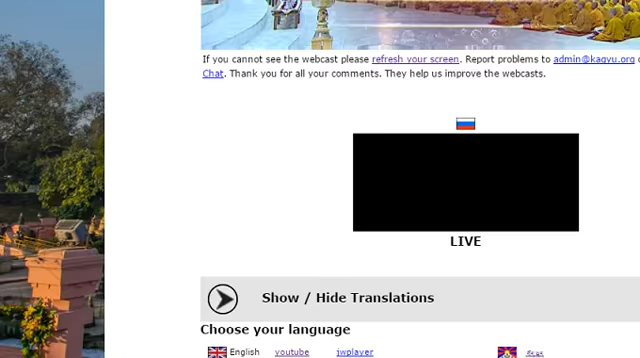 If you cannot see the webcast please refresh your screen. Report problems to admin@kagyu.org
Chat. Thank you for all your comments. They help us improve the webcasts.
LIVE
Show / Hide Translations
Choose your language
English youtube jwplayer